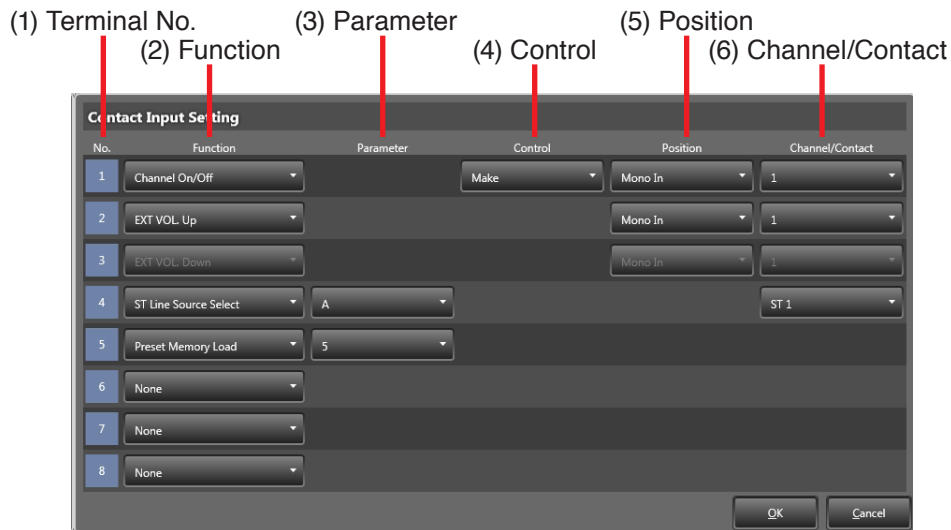 (1) Terminal No. (3) Parameter (5) Position
(2) Function (4) Control (6) Channel/Contact
Contact Input Setting
No. Function Parameter Control Position Channel/Contact
1 Channel On/Off Make Mono In 1
2 EXT VOL. Up Mono In 1
3 EXT VOL. Down Mono In 1
4 ST Line Source Select A ST 1
5 Preset Memory Load 5
6 None
7 None
8 None
OK Cancel